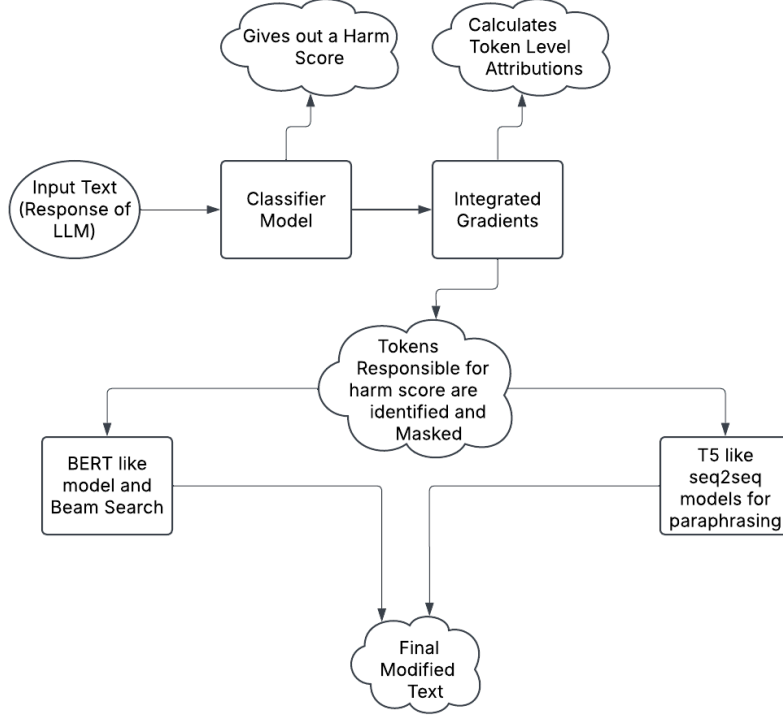 Gives out a Harm
Score
Calculates
Token Level
Attributions
Input Text
(Response of
LLM)
Classifier
Model
Integrated
Gradients
Tokens
Responsible for
harm score are
identified and
Masked
BERT like
model and
Beam Search
T5 like
seq2seq
models for
paraphrasing
Final
Modified
Text